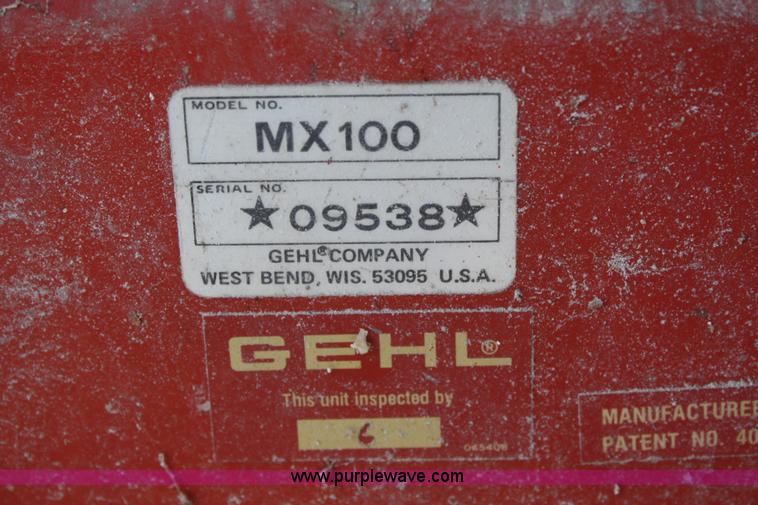 MODEL NO.
MX100
SERIAL NO.
★09538★
GEHL® COMPANY
WEST BEND, WIS. 53095 U.S.A.
GEHL®
This unit inspected by
6
MANUFACTURE
PATENT NO. 40
www.purplewave.com